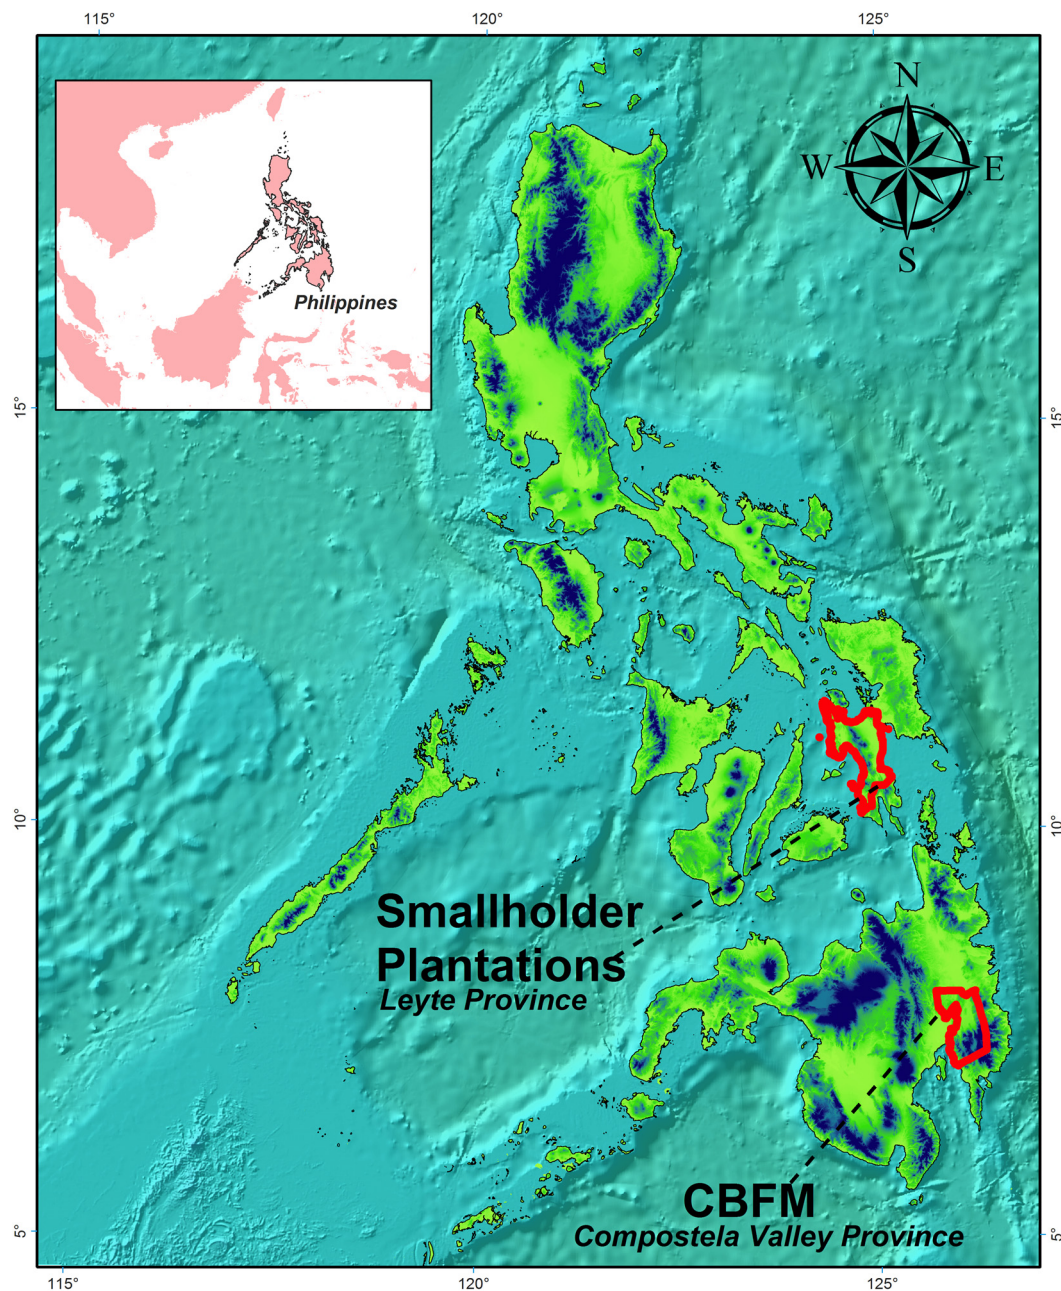 115°
120°
125°
N
W
E
S
Philippines
15°
15°
10°
10°
Smallholder
Plantations
Leyte Province
CBFM
Compostela Valley Province
5°
5°
115°
120°
125°